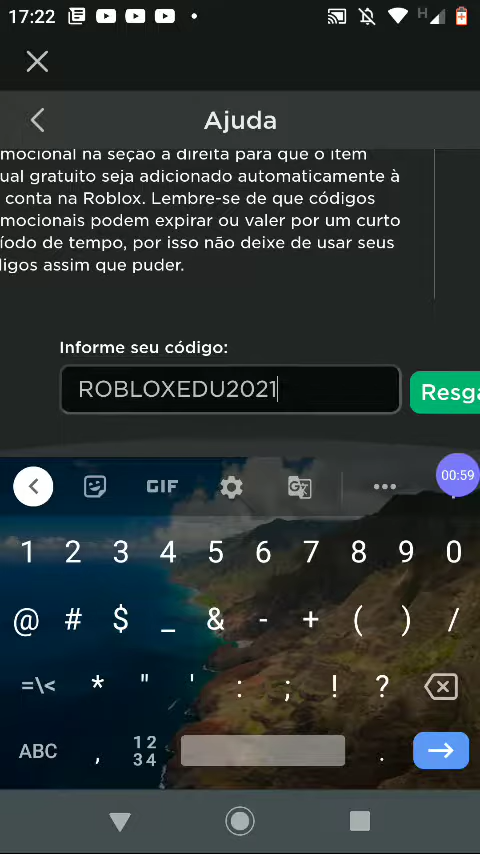 17:22
H
Ajuda
mocional na seção à direita para que o item
ual gratuito seja adicionado automaticamente à
conta na Roblox. Lembre-se de que códigos
mocionais podem expirar ou valer por um curto
íodo de tempo, por isso não deixe de usar seus
ligos assim que puder.
Informe seu código:
ROBLOXEDU2021
Resga
GIF
00:59
1 2 3 4 5 6 7 8 9 0
@ # $ _ & - + ( ) /
=\< * " ' : ; ! ?
ABC , 12 34 .